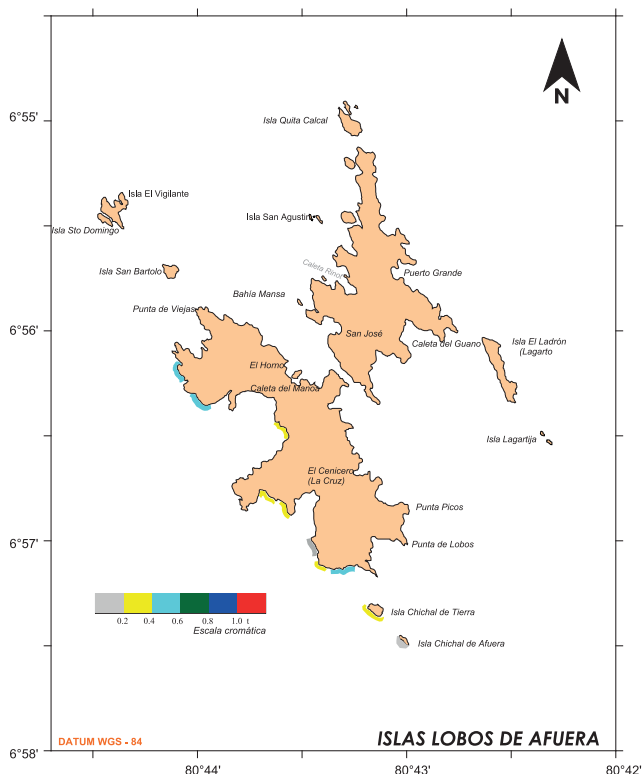 N
6°55'
Isla Quita Calcal
Isla El Vigilante
Isla San Agustin
Isla Sto Domingo
Isla San Bartolo
Caleta Rinor
Puerto Grande
Bahía Mansa
Punta de Viejas
6°56'
San José
Caleta del Guano
Isla El Ladrón
(Lagarto
El Horno
Caleta del Manoa
Isla Lagartija
El Cenicero
(La Cruz)
Punta Picos
6°57'
Punta de Lobos
0.2 0.4 0.6 0.8 1.0 1
Escala cromática
Isla Chichal de Tierra
Isla Chichal de Afuera
DATUM WGS - 84
ISLAS LOBOS DE AFUERA
6°58'
80°44' 80°43' 80°42'